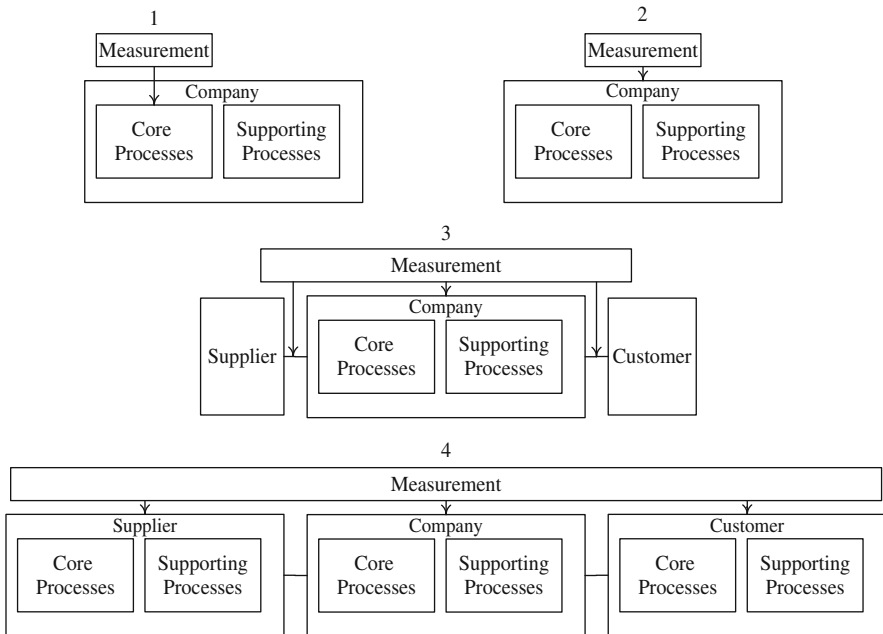 1
Measurement
Company
Core
Processes
Supporting
Processes
2
Measurement
Company
Core
Processes
Supporting
Processes
3
Measurement
Supplier
Company
Core
Processes
Supporting
Processes
Customer
4
Measurement
Supplier
Core
Processes
Supporting
Processes
Company
Core
Processes
Supporting
Processes
Customer
Core
Processes
Supporting
Processes